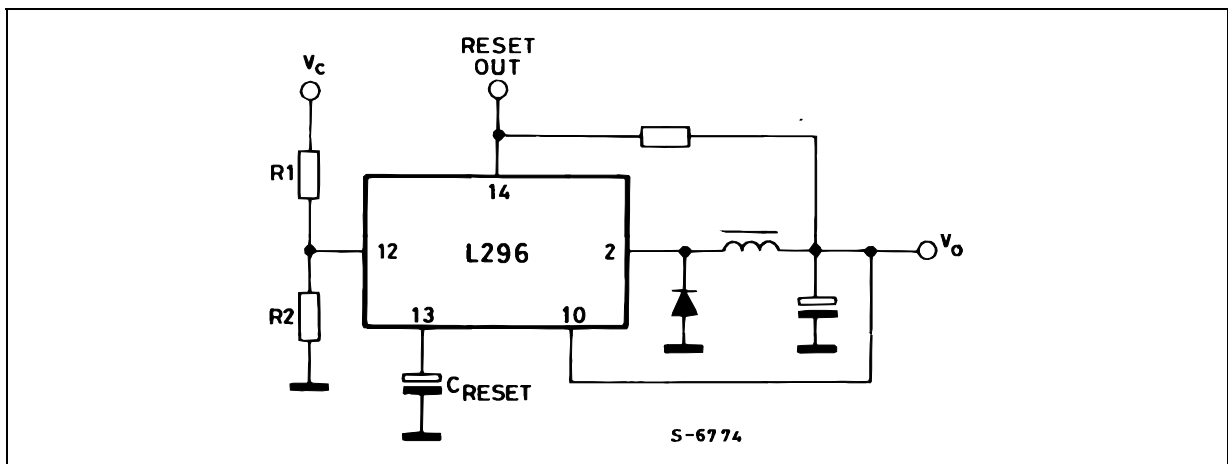 RESET
OUT
Vc
R1
14
12
L296
2
Vo
R2
13
10
CRESET
S-6774